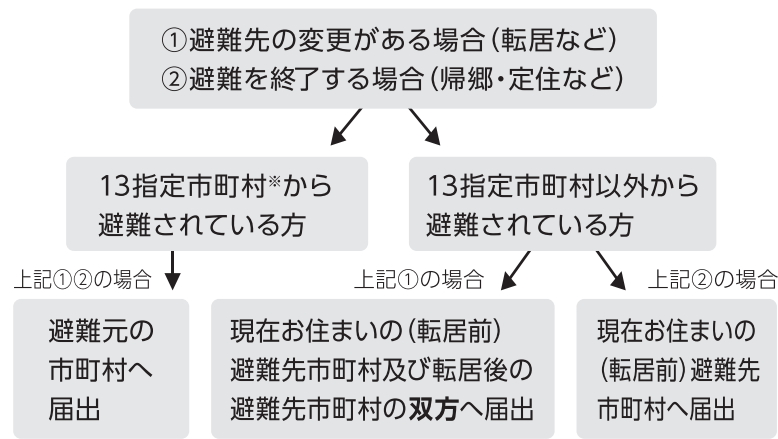 ①避難先の変更がある場合(転居など)
②避難を終了する場合(帰郷・定住など)
13指定市町村※から
避難されている方
13指定市町村以外から
避難されている方
上記①②の場合
避難元の
市町村へ
届出
上記①の場合
現在お住まいの(転居前)
避難先市町村及び転居後の
避難先市町村の双方へ届出
上記②の場合
現在お住まいの
(転居前)避難先
市町村へ届出